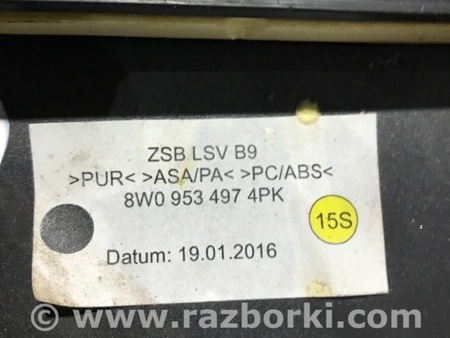 ZSB LSV B9
>PUR< >ASA/PA< >PC/ABS<
8W0 953 497 4PK
15S
Datum: 19.01.2016
© www.razborki.com/